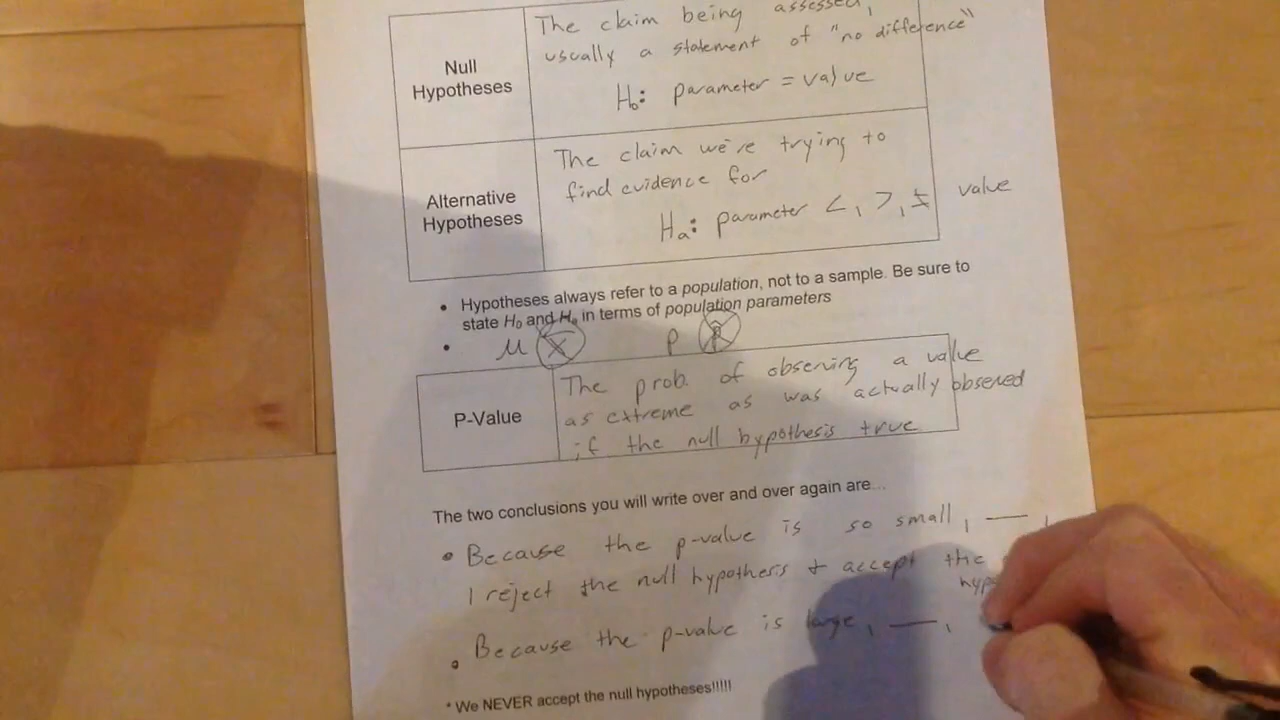 The claim being assessed,
usually a statement of "no difference"
Null
Hypotheses
H₀: parameter = value
The claim we're trying to
find evidence for
Alternative
Hypotheses
Hₐ: parameter <, >, ≠ value
• Hypotheses always refer to a population, not to a sample. Be sure to
state H₀ and Hₐ in terms of population parameters
• μ x̄ p p̂
The prob. of observing a value
as extreme as was actually observed
if the null hypothesis true
P-Value
The two conclusions you will write over and over again are...
• Because the p-value is so small, —,
I reject the null hypothesis + accept the
hypo
• Because the p-value is large, —,
* We NEVER accept the null hypotheses!!!!!